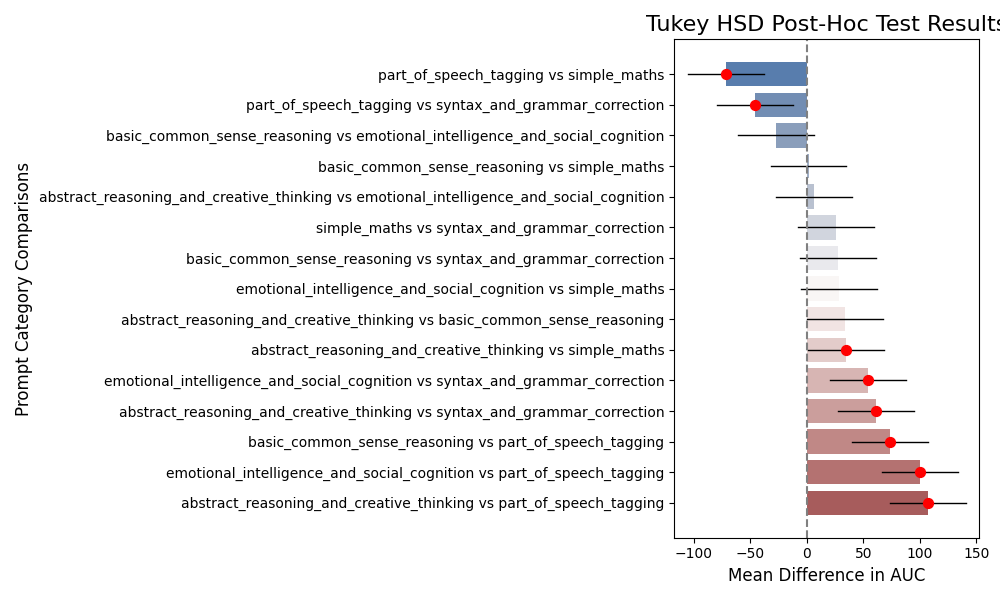 Tukey HSD Post-Hoc Test Results
Prompt Category Comparisons
part_of_speech_tagging vs simple_maths
part_of_speech_tagging vs syntax_and_grammar_correction
basic_common_sense_reasoning vs emotional_intelligence_and_social_cognition
basic_common_sense_reasoning vs simple_maths
abstract_reasoning_and_creative_thinking vs emotional_intelligence_and_social_cognition
simple_maths vs syntax_and_grammar_correction
basic_common_sense_reasoning vs syntax_and_grammar_correction
emotional_intelligence_and_social_cognition vs simple_maths
abstract_reasoning_and_creative_thinking vs basic_common_sense_reasoning
abstract_reasoning_and_creative_thinking vs simple_maths
emotional_intelligence_and_social_cognition vs syntax_and_grammar_correction
abstract_reasoning_and_creative_thinking vs syntax_and_grammar_correction
basic_common_sense_reasoning vs part_of_speech_tagging
emotional_intelligence_and_social_cognition vs part_of_speech_tagging
abstract_reasoning_and_creative_thinking vs part_of_speech_tagging
−100 −50 0 50 100 150
Mean Difference in AUC